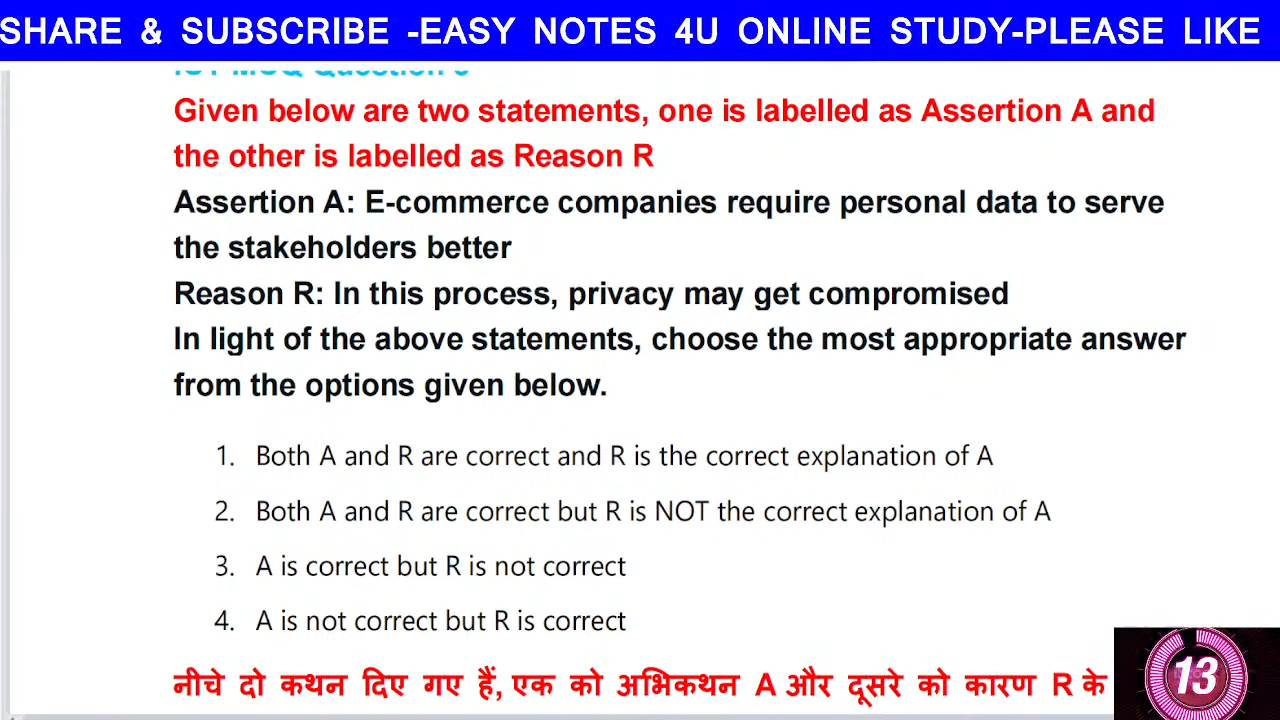 SHARE & SUBSCRIBE -EASY NOTES 4U ONLINE STUDY-PLEASE LIKE
Given below are two statements, one is labelled as Assertion A and
the other is labelled as Reason R
Assertion A: E-commerce companies require personal data to serve
the stakeholders better
Reason R: In this process, privacy may get compromised
In light of the above statements, choose the most appropriate answer
from the options given below.
1. Both A and R are correct and R is the correct explanation of A
2. Both A and R are correct but R is NOT the correct explanation of A
3. A is correct but R is not correct
4. A is not correct but R is correct
नीचे दो कथन दिए गए हैं, एक को अभिकथन A और दूसरे को कारण R के
13